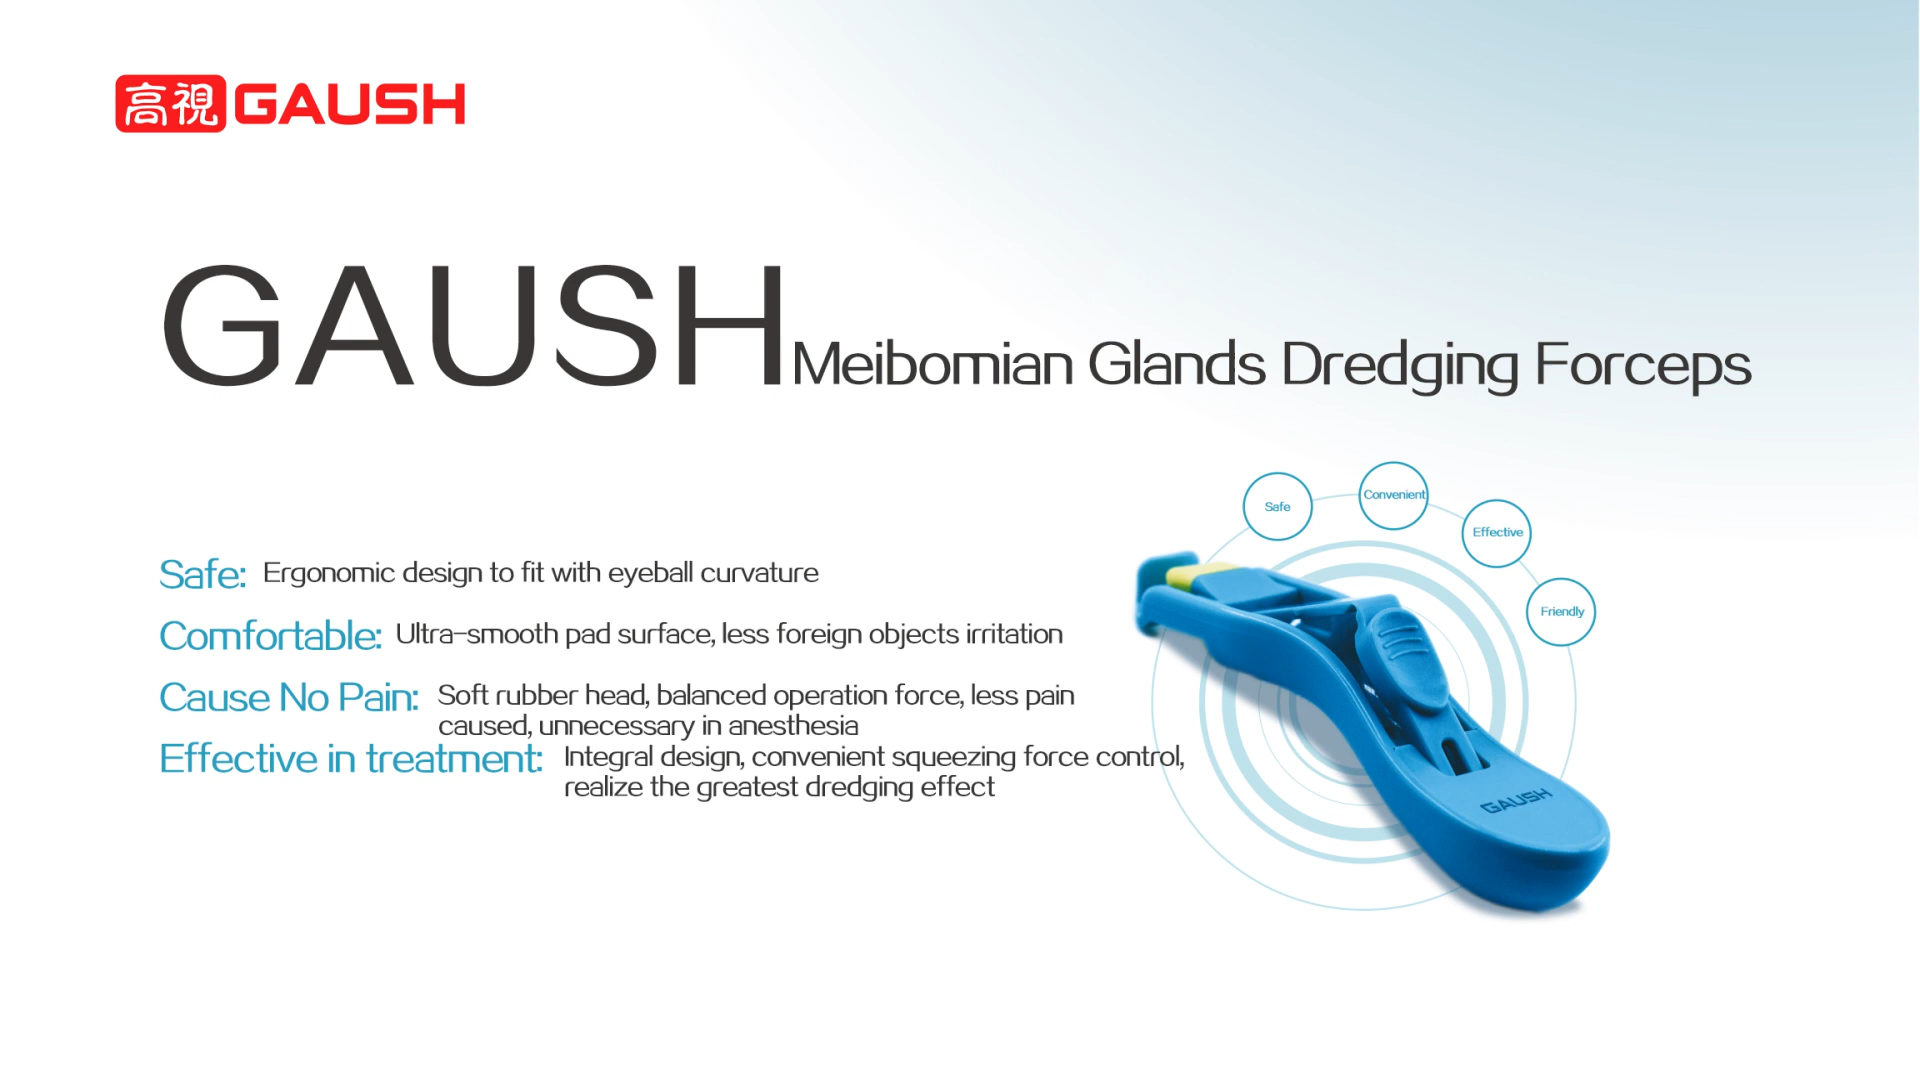 高視 GAUSH
GAUSH Meibomian Glands Dredging Forceps
Safe: Ergonomic design to fit with eyeball curvature
Comfortable: Ultra-smooth pad surface, less foreign objects irritation
Cause No Pain: Soft rubber head, balanced operation force, less pain
caused, unnecessary in anesthesia
Effective in treatment: Integral design, convenient squeezing force control,
realize the greatest dredging effect
Safe
Convenient
Effective
Friendly
GAUSH